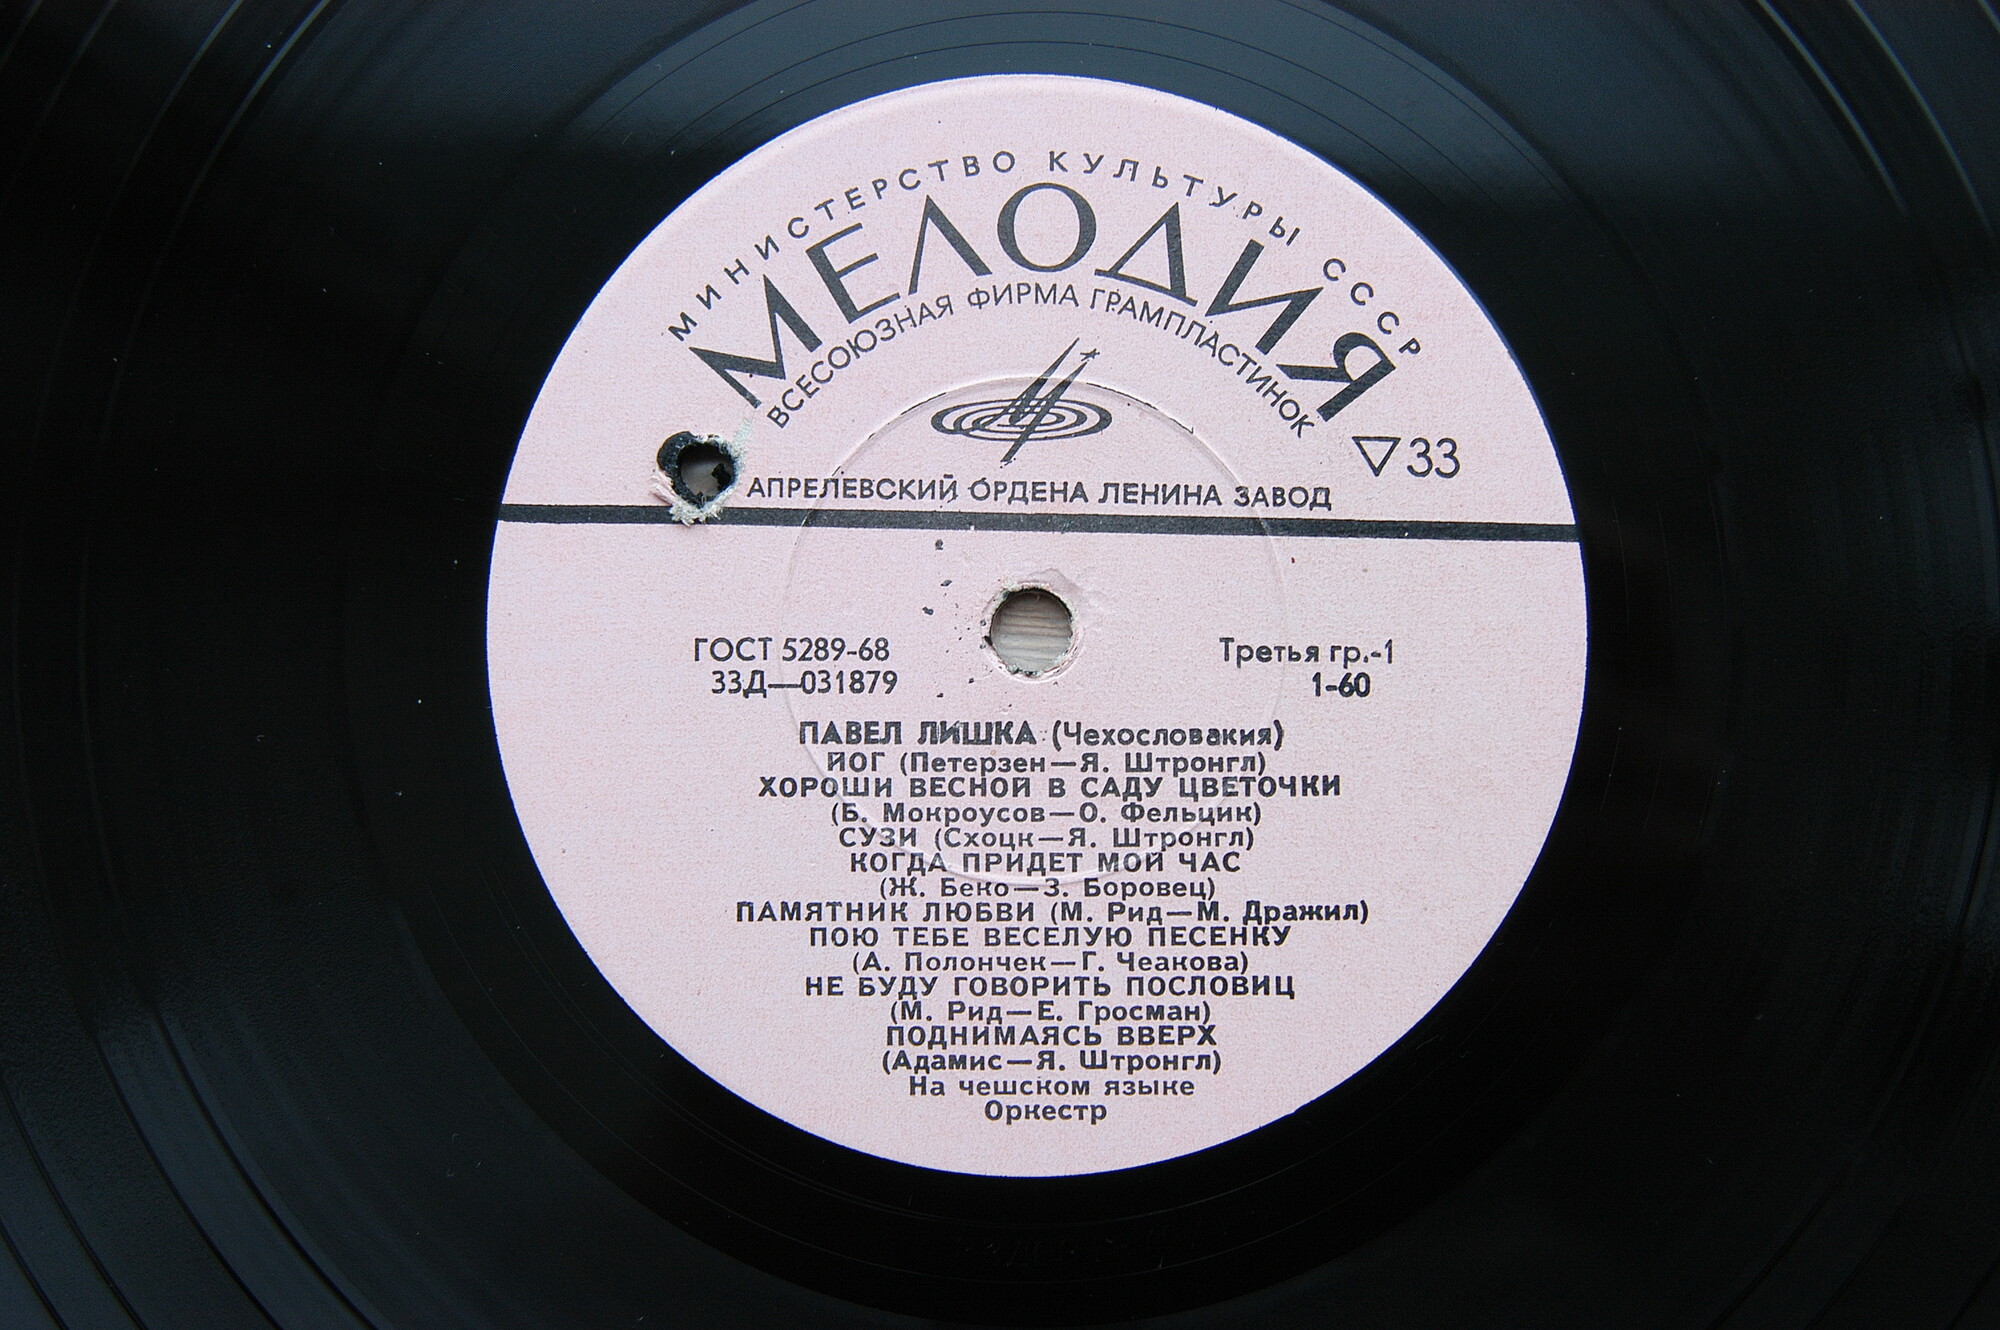 МИНИСТЕРСТВО КУЛЬТУРЫ СССР
МЕЛОДИЯ
ВСЕСОЮЗНАЯ ФИРМА ГРАМПЛАСТИНОК
33
АПРЕЛЕВСКИЙ ОРДЕНА ЛЕНИНА ЗАВОД
ГОСТ 5289-68
33Д—031879
Третья гр.-1
1-60
ПАВЕЛ ЛИШКА (Чехословакия)
ЙОГ (Петерзен—Я. Штронгл)
ХОРОШИ ВЕСНОЙ В САДУ ЦВЕТОЧКИ
(Б. Мокроусов—О. Фельцик)
СУЗИ (Схоцк—Я. Штронгл)
КОГДА ПРИДЕТ МОЙ ЧАС
(Ж. Беко—З. Боровец)
ПАМЯТНИК ЛЮБВИ (М. Рид—М. Дражил)
ПОЮ ТЕБЕ ВЕСЕЛУЮ ПЕСЕНКУ
(А. Полончек—Г. Чеакова)
НЕ БУДУ ГОВОРИТЬ ПОСЛОВИЦ
(М. Рид—Е. Гросман)
ПОДНИМАЯСЬ ВВЕРХ
(Адамис—Я. Штронгл)
На чешском языке
Оркестр